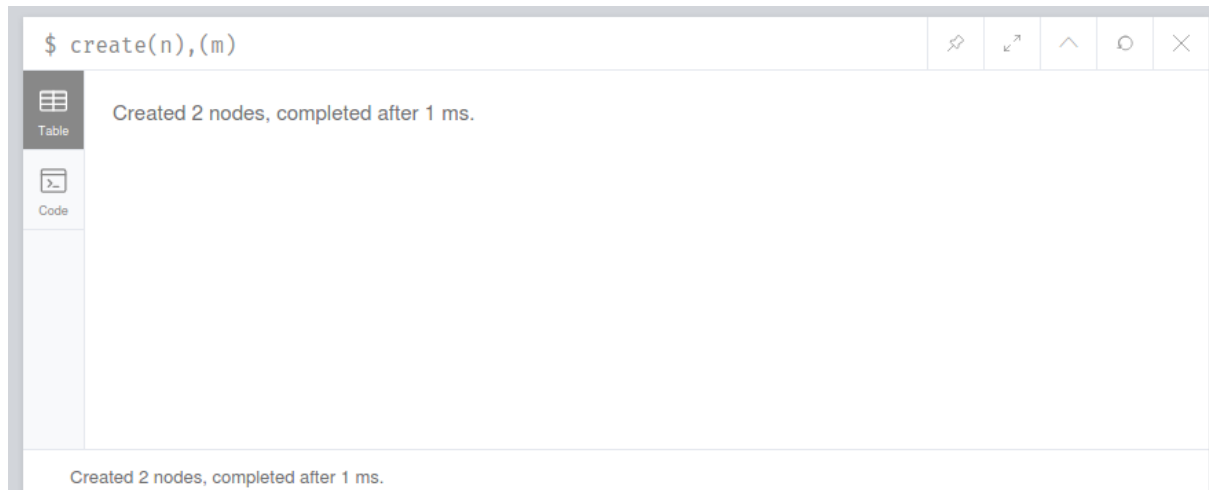 $ create(n),(m)
Table
Created 2 nodes, completed after 1 ms.
Code
Created 2 nodes, completed after 1 ms.